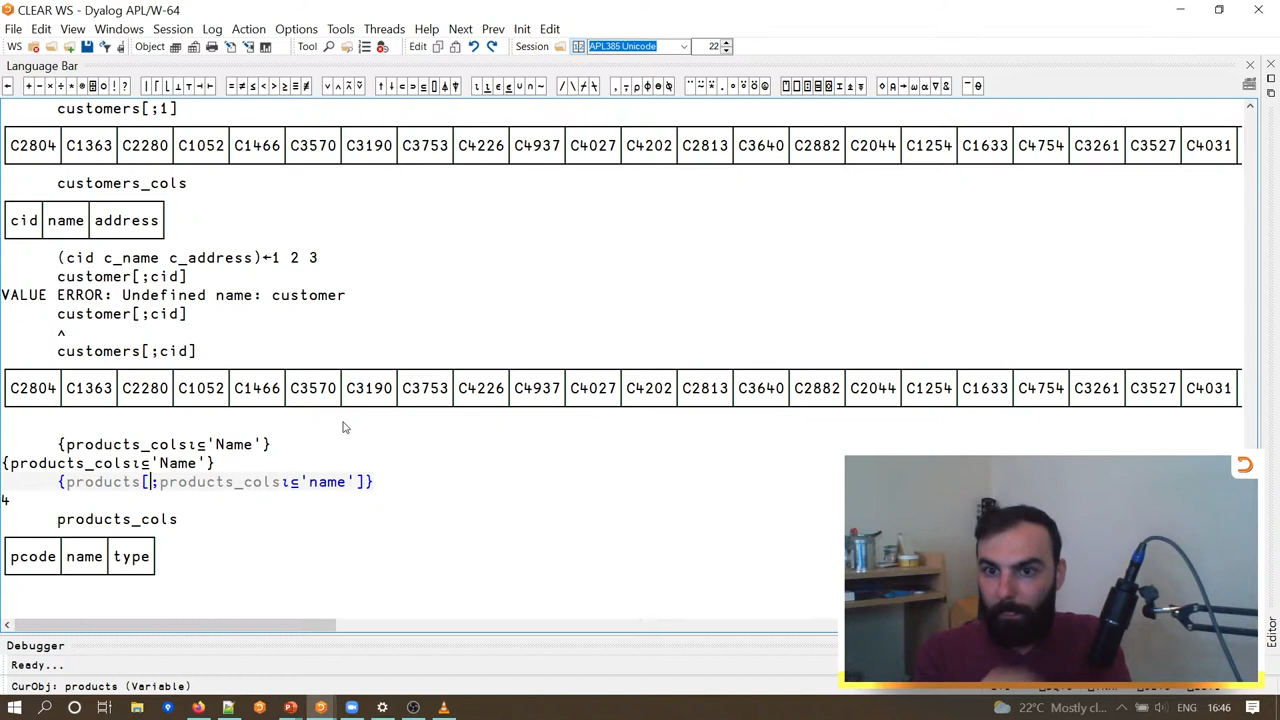 CLEAR WS - Dyalog APL/W-64
File Edit View Windows Session Log Action Options Tools Threads Help Next Prev Init Edit
WS Object Tool Edit Session APL385 Unicode 22
Language Bar
customers[;1]
C2804 C1363 C2280 C1052 C1466 C3570 C3190 C3753 C4226 C4937 C4027 C4202 C2813 C3640 C2882 C2044 C1254 C1633 C4754 C3261 C3527 C4031
customers_cols
cid name address
(cid c_name c_address)←1 2 3
customer[;cid]
VALUE ERROR: Undefined name: customer
customer[;cid]
^
customers[;cid]
C2804 C1363 C2280 C1052 C1466 C3570 C3190 C3753 C4226 C4937 C4027 C4202 C2813 C3640 C2882 C2044 C1254 C1633 C4754 C3261 C3527 C4031
{products_cols⍳⊆'Name'}
{products_cols⍳⊆'Name'}
{products[;products_cols⍳⊆'name']}
4
products_cols
pcode name type
Editor
Debugger
Ready...
CurObj: products (Variable)
22°C Mostly cl... ENG 16:46